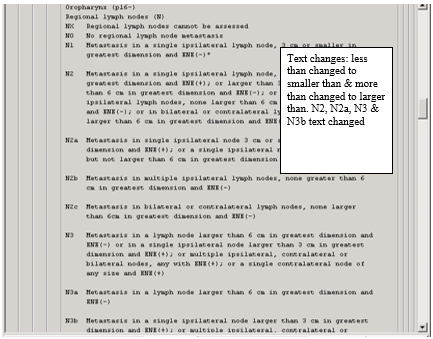 Oropharynx (p16-)
Regional lymph nodes (N)
NX Regional lymph nodes cannot be assessed
N0 No regional lymph node metastasis
N1 Metastasis in a single ipsilateral lymph node, 3 cm or smaller in
greatest dimension and ENE(-)*
N2 Metastasis in a single ipsilateral lymph node,
greatest dimension and ENE(+); or larger than
than 6 cm in greatest dimension and ENE(-); or
ipsilateral lymph nodes, none larger than 6 cm
and ENE(-); or in bilateral or contralateral
larger than 6 cm in greatest dimension and
N2a Metastasis in single ipsilateral node 3 cm or
dimension and ENE(+); or a single ipsilateral
but not larger than 6 cm in greatest dimension
N2b Metastasis in multiple ipsilateral lymph nodes, none greater than 6
cm in greatest dimension and ENE(-)
N2c Metastasis in bilateral or contralateral lymph nodes, none larger
than 6cm in greatest dimension and ENE(-)
N3 Metastasis in a lymph node larger than 6 cm in greatest dimension and
ENE(-) or in a single ipsilateral node larger than 3 cm in greatest
dimension and ENE(+); or multiple ipsilateral, contralateral or
bilateral nodes, any with ENE(+); or a single contralateral node of
any size and ENE(+)
N3a Metastasis in a lymph node larger than 6 cm in greatest dimension and
ENE(-)
N3b Metastasis in a single ipsilateral node larger than 3 cm in greatest
dimension and ENE(+) or multiple ipsilateral, contralateral or
Text changes: less
than changed to
smaller than & more
than changed to larger
than. N2, N2a, N3 &
N3b text changed